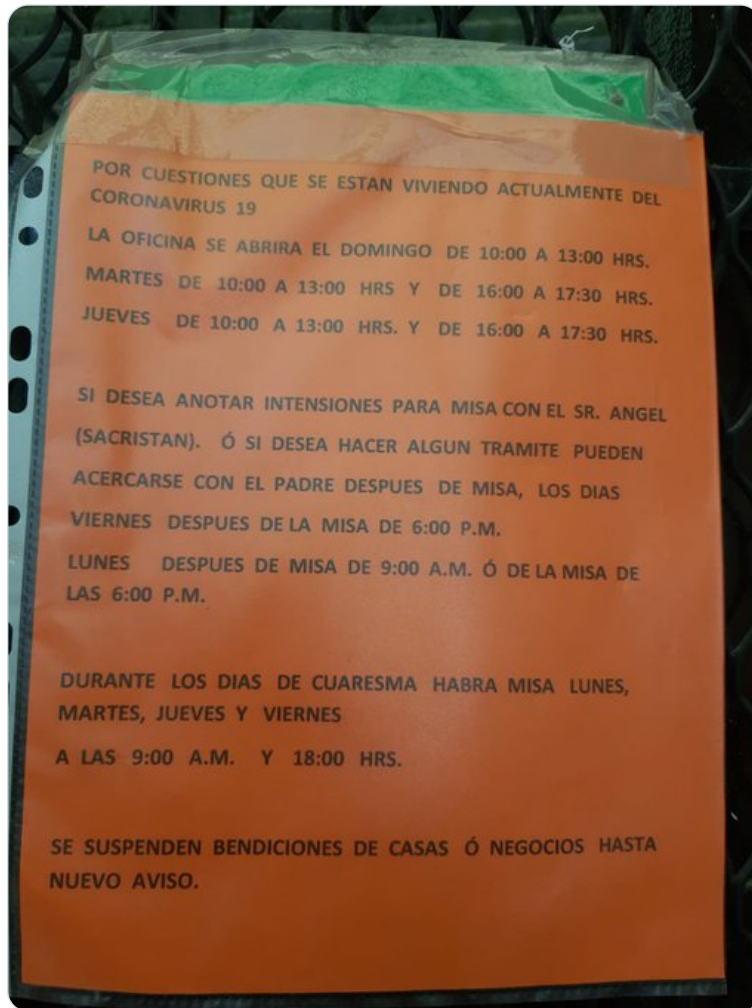 POR CUESTIONES QUE SE ESTAN VIVIENDO ACTUALMENTE DEL
CORONAVIRUS 19
LA OFICINA SE ABRIRA EL DOMINGO DE 10:00 A 13:00 HRS.
MARTES DE 10:00 A 13:00 HRS Y DE 16:00 A 17:30 HRS.
JUEVES DE 10:00 A 13:00 HRS. Y DE 16:00 A 17:30 HRS.
SI DESEA ANOTAR INTENSIONES PARA MISA CON EL SR. ANGEL
(SACRISTAN). Ó SI DESEA HACER ALGUN TRAMITE PUEDEN
ACERCARSE CON EL PADRE DESPUES DE MISA, LOS DIAS
VIERNES DESPUES DE LA MISA DE 6:00 P.M.
LUNES DESPUES DE MISA DE 9:00 A.M. Ó DE LA MISA DE
LAS 6:00 P.M.
DURANTE LOS DIAS DE CUARESMA HABRA MISA LUNES,
MARTES, JUEVES Y VIERNES
A LAS 9:00 A.M. Y 18:00 HRS.
SE SUSPENDEN BENDICIONES DE CASAS Ó NEGOCIOS HASTA
NUEVO AVISO.